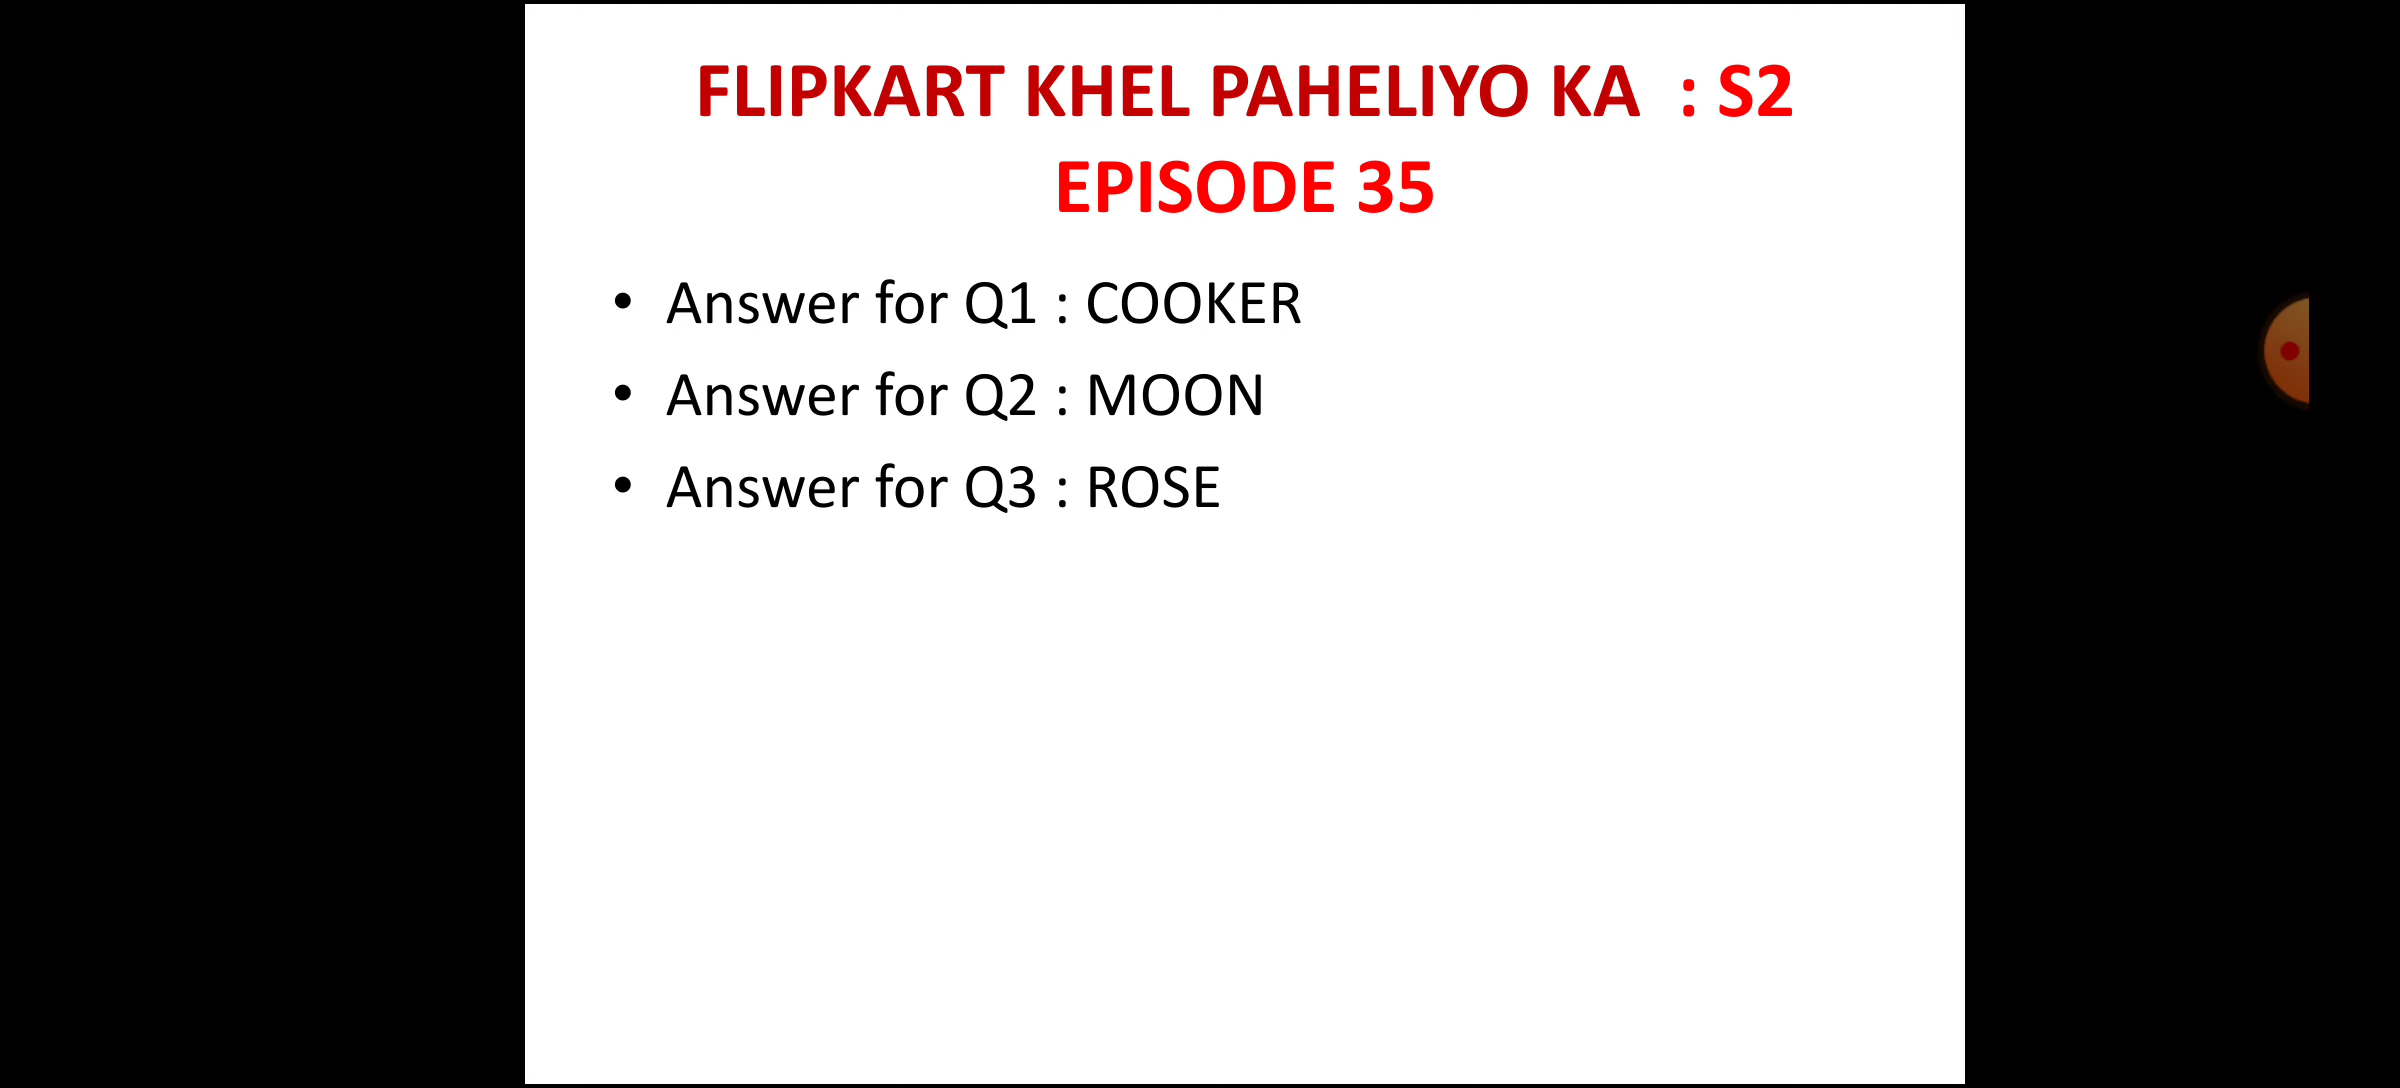 FLIPKART KHEL PAHELIYO KA : S2
EPISODE 35
• Answer for Q1 : COOKER
• Answer for Q2 : MOON
• Answer for Q3 : ROSE